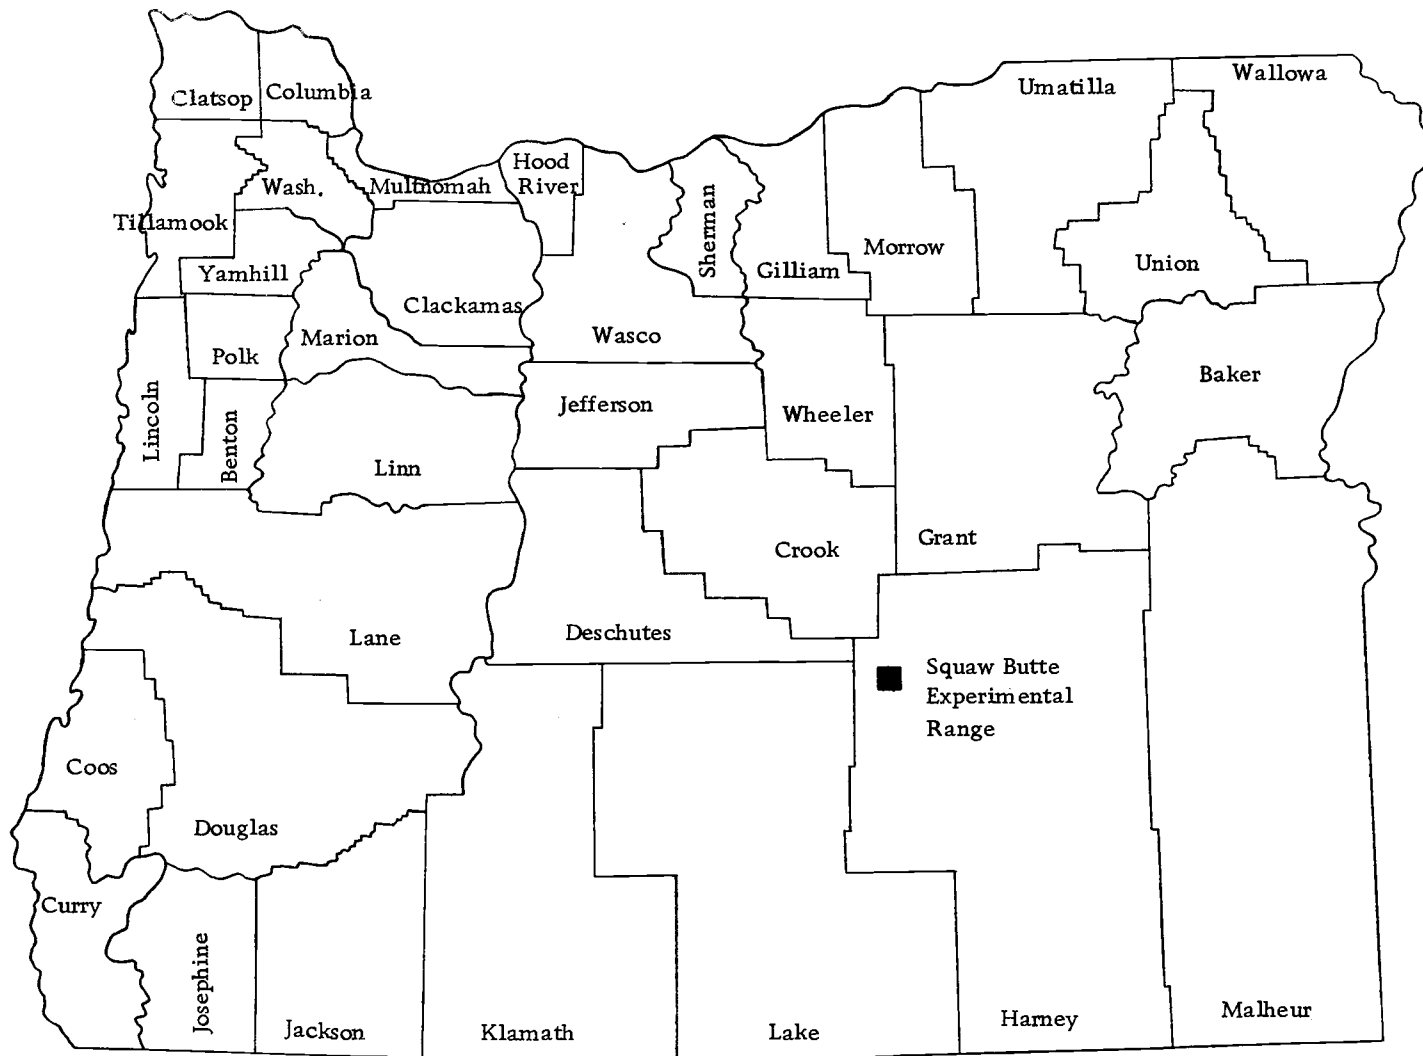 Wallowa
Umatilla
Clatsop
Columbia
Hood
River
Wash.
Multnomah
Tillamook
Sherman
Morrow
Union
Yamhill
Gilliam
Clackamas
Marion
Wasco
Polk
Baker
Lincoln
Benton
Jefferson
Wheeler
Linn
Grant
Crook
Lane
Deschutes
Squaw Butte
Experimental
Range
Coos
Douglas
Curry
Josephine
Jackson
Klamath
Lake
Harney
Malheur